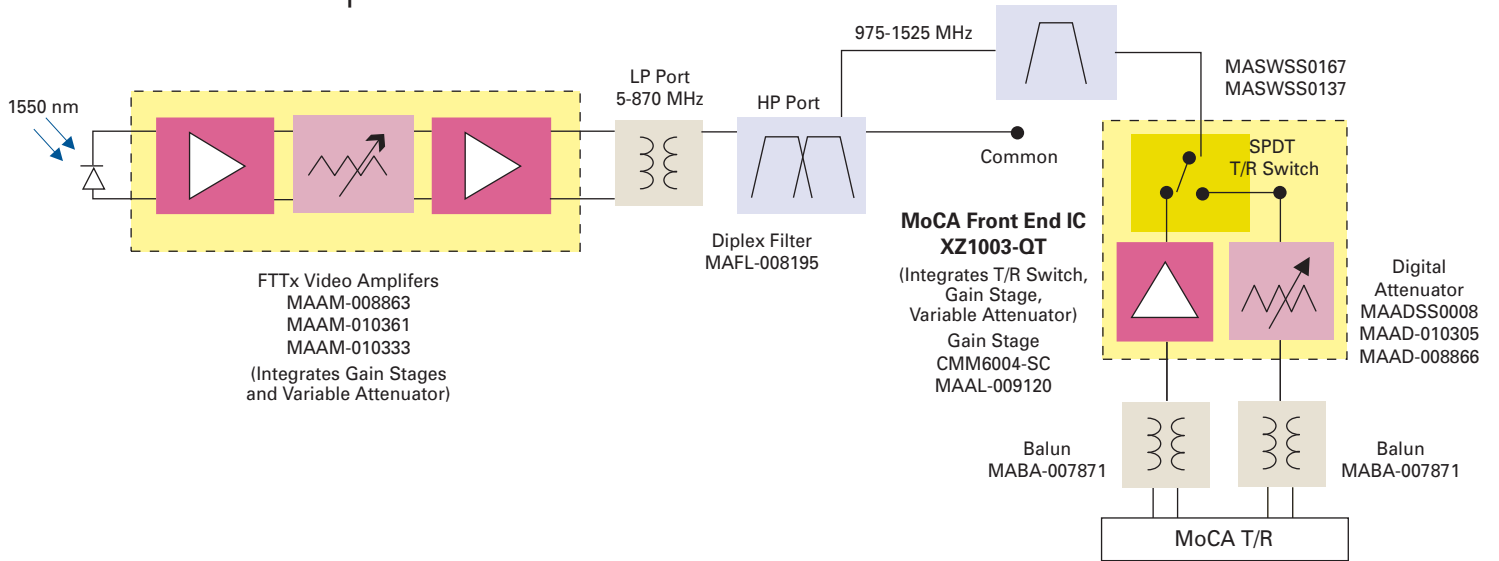 975-1525 MHz
MASWSS0167
MASWSS0137
LP Port
5-870 MHz
HP Port
1550 nm
Common
SPDT
T/R Switch
Diplex Filter
MAFL-008195
MoCA Front End IC
XZ1003-QT
(Integrates T/R Switch,
Gain Stage,
Variable Attenuator)
Gain Stage
CMM6004-SC
MAAL-009120
Digital
Attenuator
MAADSS0008
MAAD-010305
MAAD-008866
FTTx Video Amplifers
MAAM-008863
MAAM-010361
MAAM-010333
(Integrates Gain Stages
and Variable Attenuator)
Balun
MABA-007871
Balun
MABA-007871
MoCA T/R